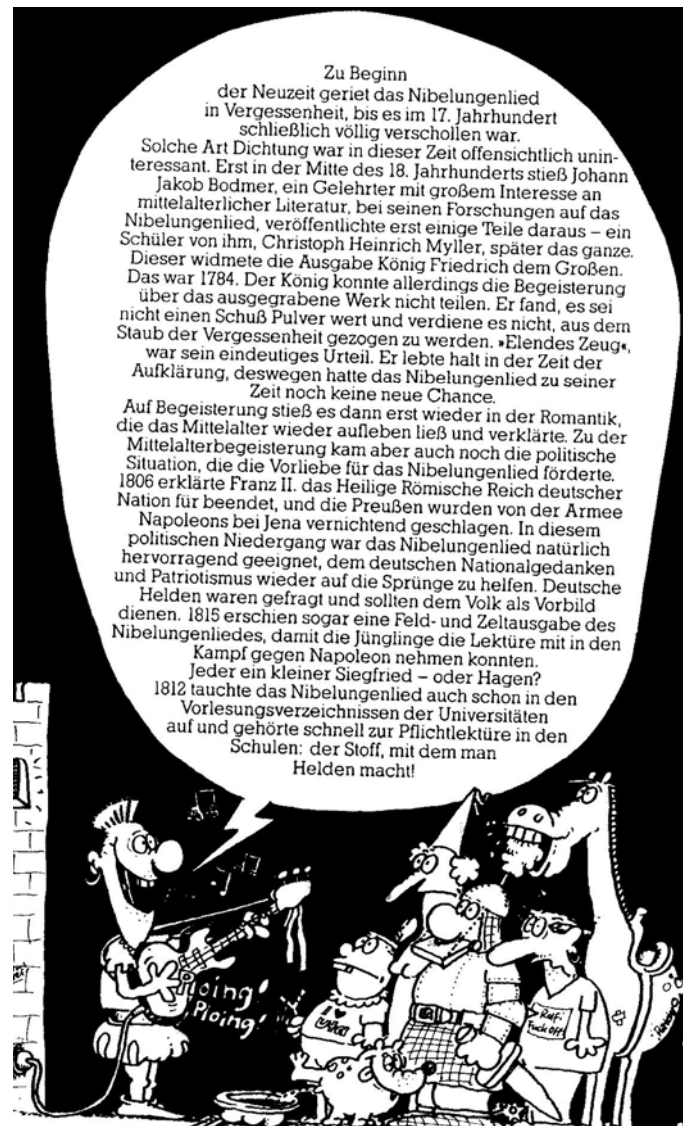 Zu Beginn
der Neuzeit geriet das Nibelungenlied
in Vergessenheit, bis es im 17. Jahrhundert
schließlich völlig verschollen war.
Solche Art Dichtung war in dieser Zeit offensichtlich unin-
teressant. Erst in der Mitte des 18. Jahrhunderts stieß Johann
Jakob Bodmer, ein Gelehrter mit großem Interesse an
mittelalterlicher Literatur, bei seinen Forschungen auf das
Nibelungenlied, veröffentlichte erst einige Teile daraus – ein
Schüler von ihm, Christoph Heinrich Myller, später das ganze.
Dieser widmete die Ausgabe König Friedrich dem Großen.
Das war 1784. Der König konnte allerdings die Begeisterung
über das ausgegrabene Werk nicht teilen. Er fand, es sei
nicht einen Schuß Pulver wert und verdiene es nicht, aus dem
Staub der Vergessenheit gezogen zu werden. »Elendes Zeug«,
war sein eindeutiges Urteil. Er lebte halt in der Zeit der
Aufklärung, deswegen hatte das Nibelungenlied zu seiner
Zeit noch keine neue Chance.
Auf Begeisterung stieß es dann erst wieder in der Romantik,
die das Mittelalter wieder aufleben ließ und verklärte. Zu der
Mittelalterbegeisterung kam aber auch noch die politische
Situation, die die Vorliebe für das Nibelungenlied förderte.
1806 erklärte Franz II. das Heilige Römische Reich deutscher
Nation für beendet, und die Preußen wurden von der Armee
Napoleons bei Jena vernichtend geschlagen. In diesem
politischen Niedergang war das Nibelungenlied natürlich
hervorragend geeignet, dem deutschen Nationalgedanken
und Patriotismus wieder auf die Sprünge zu helfen. Deutsche
Helden waren gefragt und sollten dem Volk als Vorbild
dienen. 1815 erschien sogar eine Feld- und Zeltausgabe des
Nibelungenliedes, damit die Jünglinge die Lektüre mit in den
Kampf gegen Napoleon nehmen konnten.
Jeder ein kleiner Siegfried – oder Hagen?
1812 tauchte das Nibelungenlied auch schon in den
Vorlesungsverzeichnissen der Universitäten
auf und gehörte schnell zur Pflichtlektüre in den
Schulen: der Stoff, mit dem man
Helden macht!
Ploing!
Ploing!
I ♥
Ruf:
Fuck off!